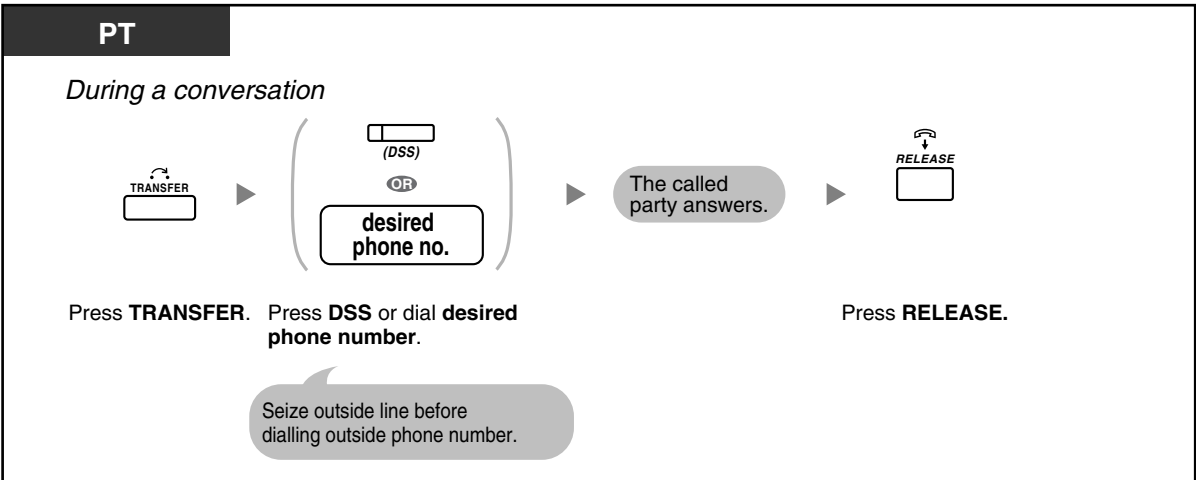 PT
During a conversation
TRANSFER
(DSS)
OR
desired
phone no.
The called
party answers.
RELEASE
Press TRANSFER.
Press DSS or dial desired
phone number.
Press RELEASE.
Seize outside line before
dialling outside phone number.